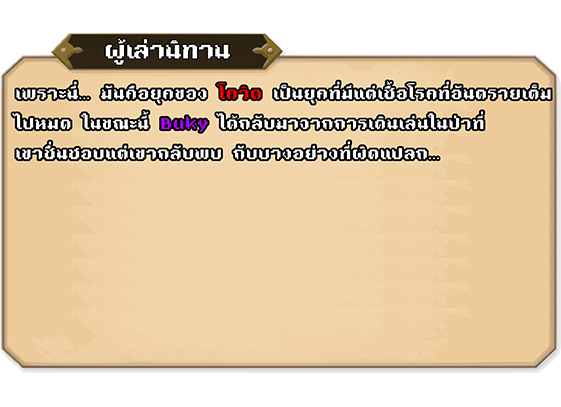 ผู้เล่านิทาน
เพราะนี่... มันคือยุคของ โควิด เป็นยุคที่มีแต่เชื้อโรคที่อันตรายเต็ม
ไปหมด ในขณะนี้ Baky ได้กลับมาจากการเดินเล่นในป่าที่
เขาชื่นชอบแต่เขากลับพบ กับบางอย่างที่ผิดแปลก...